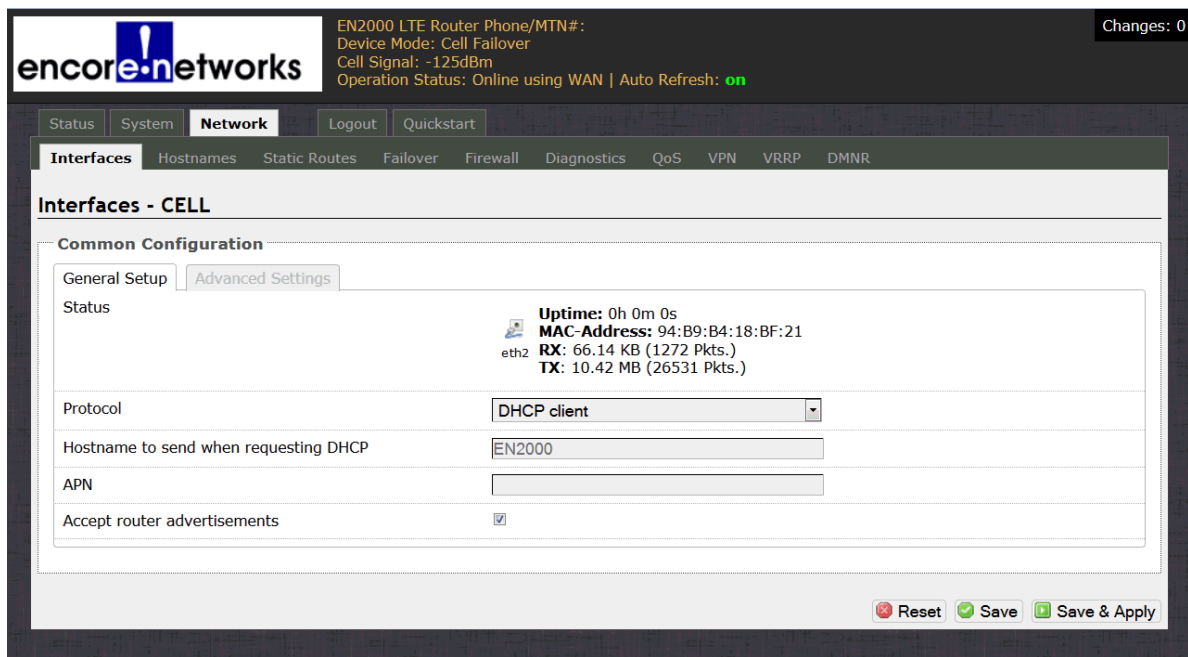 encore!networks
EN2000 LTE Router Phone/MTN#:
Device Mode: Cell Failover
Cell Signal: -125dBm
Operation Status: Online using WAN | Auto Refresh: on
Changes: 0
Status System Network Logout Quickstart
Interfaces Hostnames Static Routes Failover Firewall Diagnostics QoS VPN VRRP DMNR
Interfaces - CELL
Common Configuration
General Setup Advanced Settings
Status
Uptime: 0h 0m 0s
MAC-Address: 94:B9:B4:18:BF:21
eth2 RX: 66.14 KB (1272 Pkts.)
TX: 10.42 MB (26531 Pkts.)
Protocol DHCP client
Hostname to send when requesting DHCP EN2000
APN
Accept router advertisements
Reset Save Save & Apply